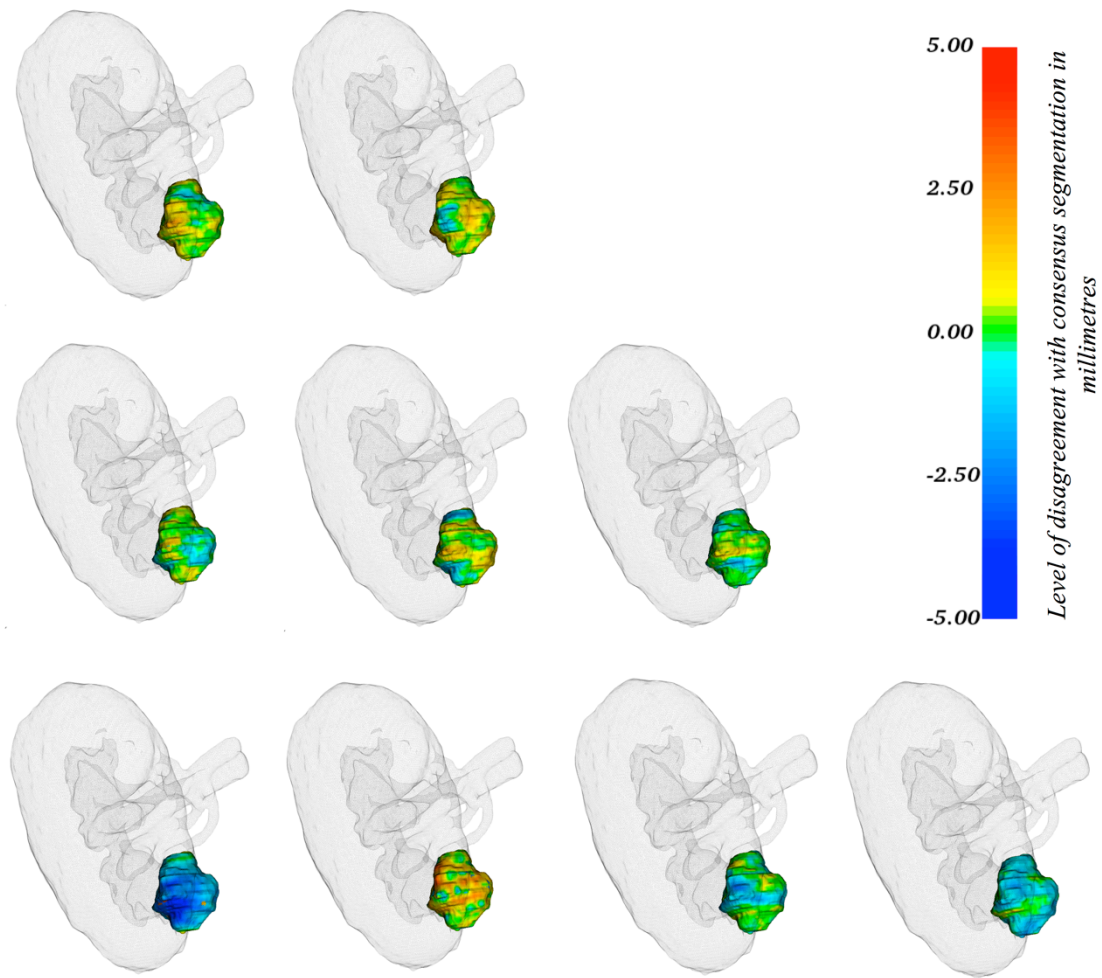 5.00
2.50
0.00
-2.50
-5.00
Level of disagreement with consensus segmentation in
millimetres